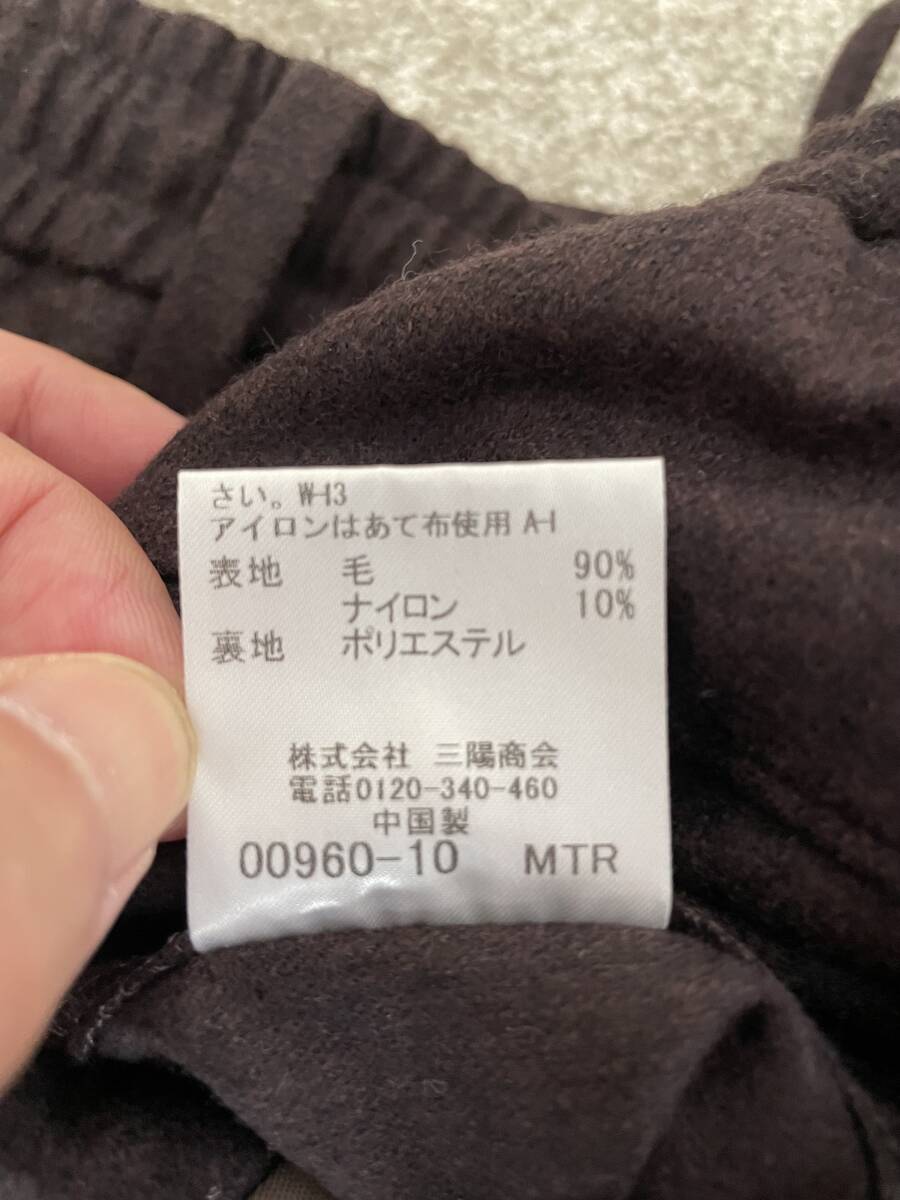 さい。W-13
アイロンはあて布使用 A-1
表地 毛 90%
ナイロン 10%
裏地 ポリエステル
株式会社 三陽商会
電話0120-340-460
中国製
00960-10 MTR